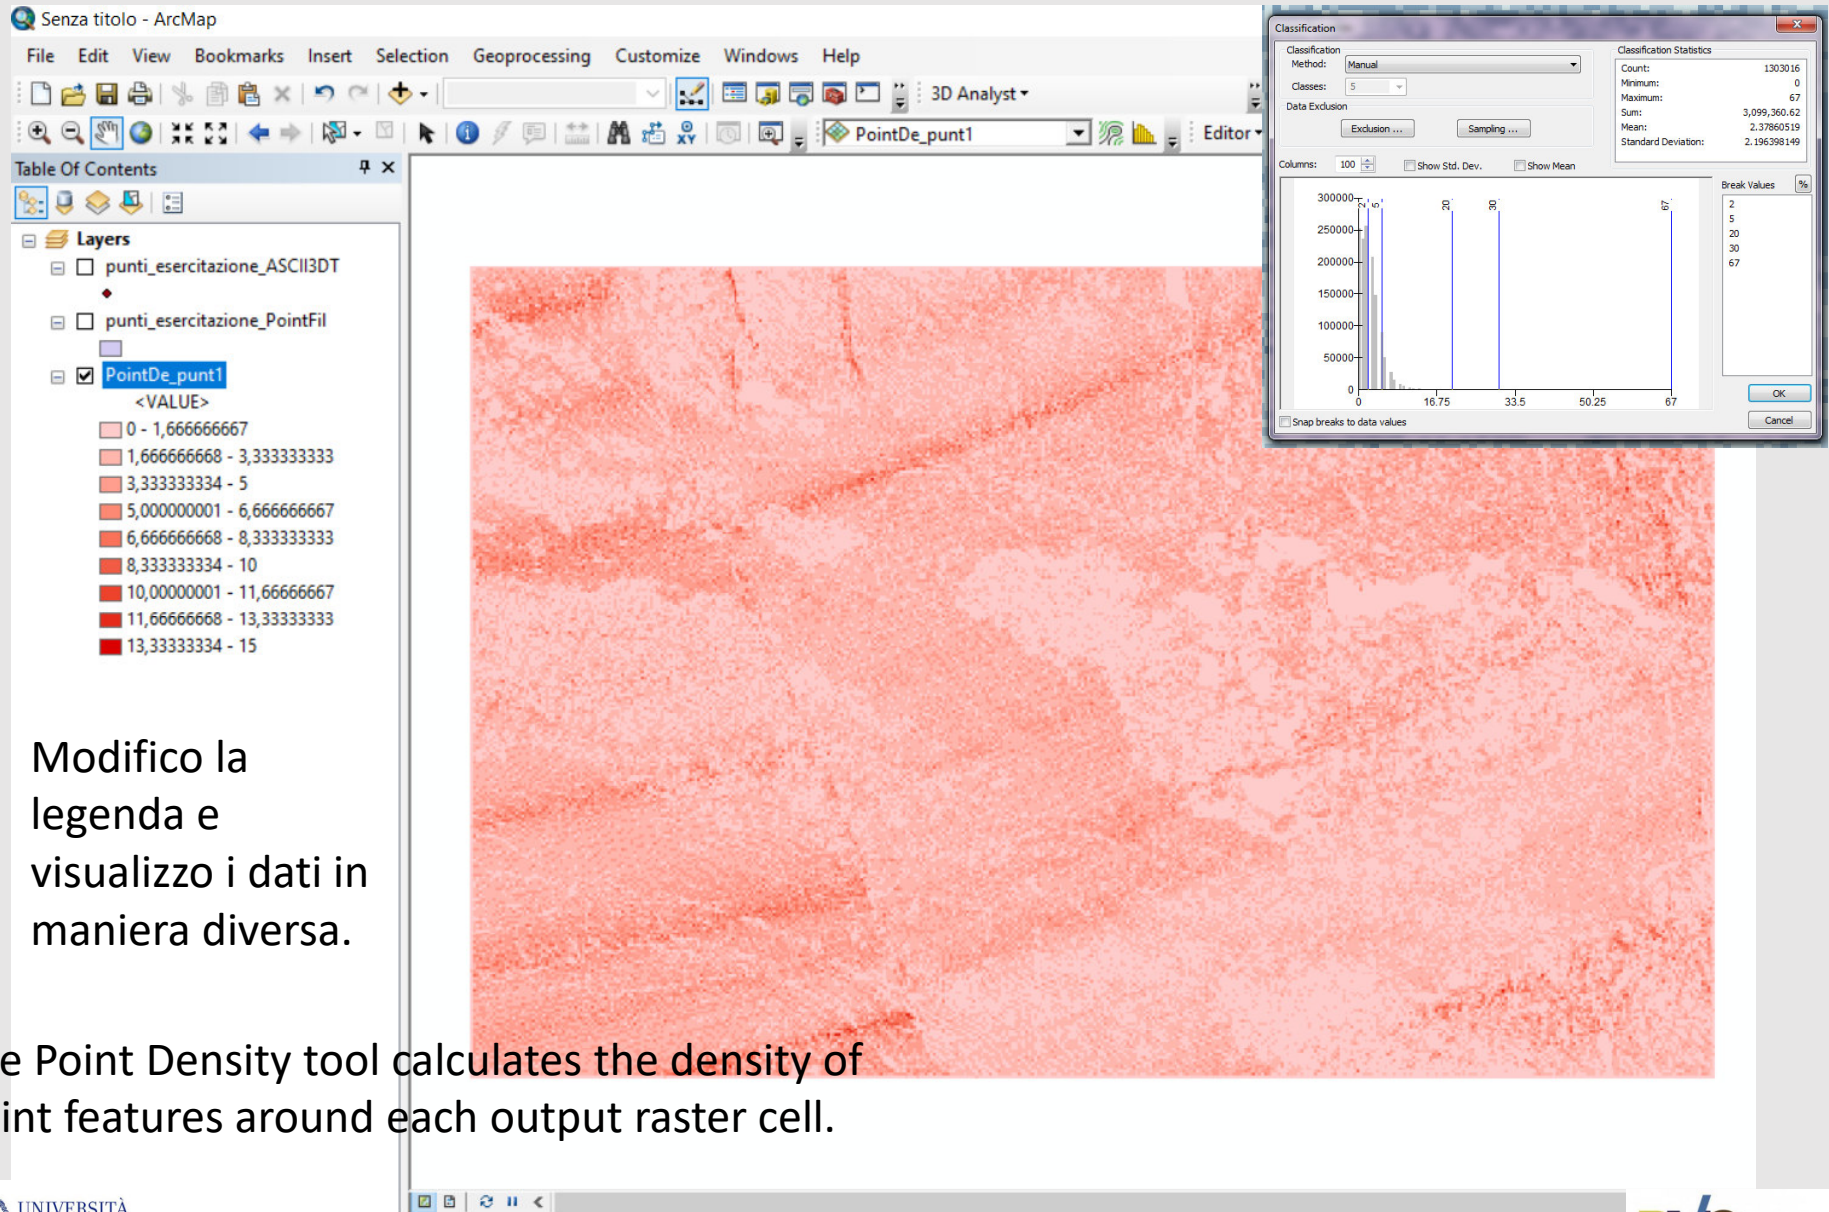 Senza titolo - ArcMap
File Edit View Bookmarks Insert Selection Geoprocessing Customize Windows Help
3D Analyst
PointDe_punt1
Editor
Table Of Contents
Layers
punti_esercitazione_ASCII3DT
punti_esercitazione_PointFil
PointDe_punt1
<VALUE>
0 - 1,666666667
1,666666668 - 3,333333333
3,333333334 - 5
5,000000001 - 6,666666667
6,666666668 - 8,333333333
8,333333334 - 10
10,00000001 - 11,66666667
11,66666668 - 13,33333333
13,33333334 - 15
Classification
Classification
Method: Manual
Classes: 5
Data Exclusion
Exclusion ... Sampling ...
Classification Statistics
Count: 1303016
Minimum: 0
Maximum: 67
Sum: 3,099,360.62
Mean: 2.37860519
Standard Deviation: 2.196398149
Columns: 100 Show Std. Dev. Show Mean
Break Values %
2
5
20
30
67
2 5 20 30 67
300000
250000
200000
150000
100000
50000
0
0 16.75 33.5 50.25 67
Snap breaks to data values
OK
Cancel
Modifico la
legenda e
visualizzo i dati in
maniera diversa.
e Point Density tool calculates the density of
int features around each output raster cell.
UNIVERSITÀ